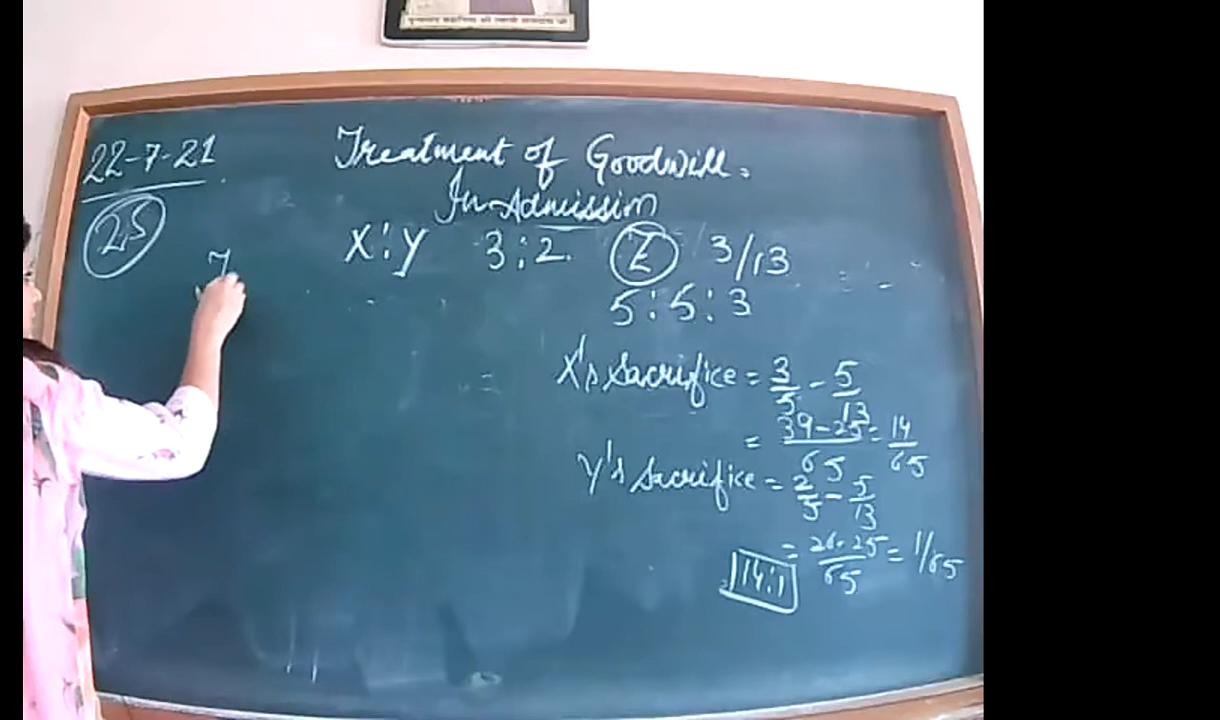 22-7-21
Treatment of Goodwill.
In Admission
25
X:Y 3:2. Z 3/13
5:5:3
7
X's Sacrifice = 3/5 - 5/13
= 39-25/65 = 14/65
Y's Sacrifice = 2/5 - 5/13
= 26-25/65 = 1/65
14:1